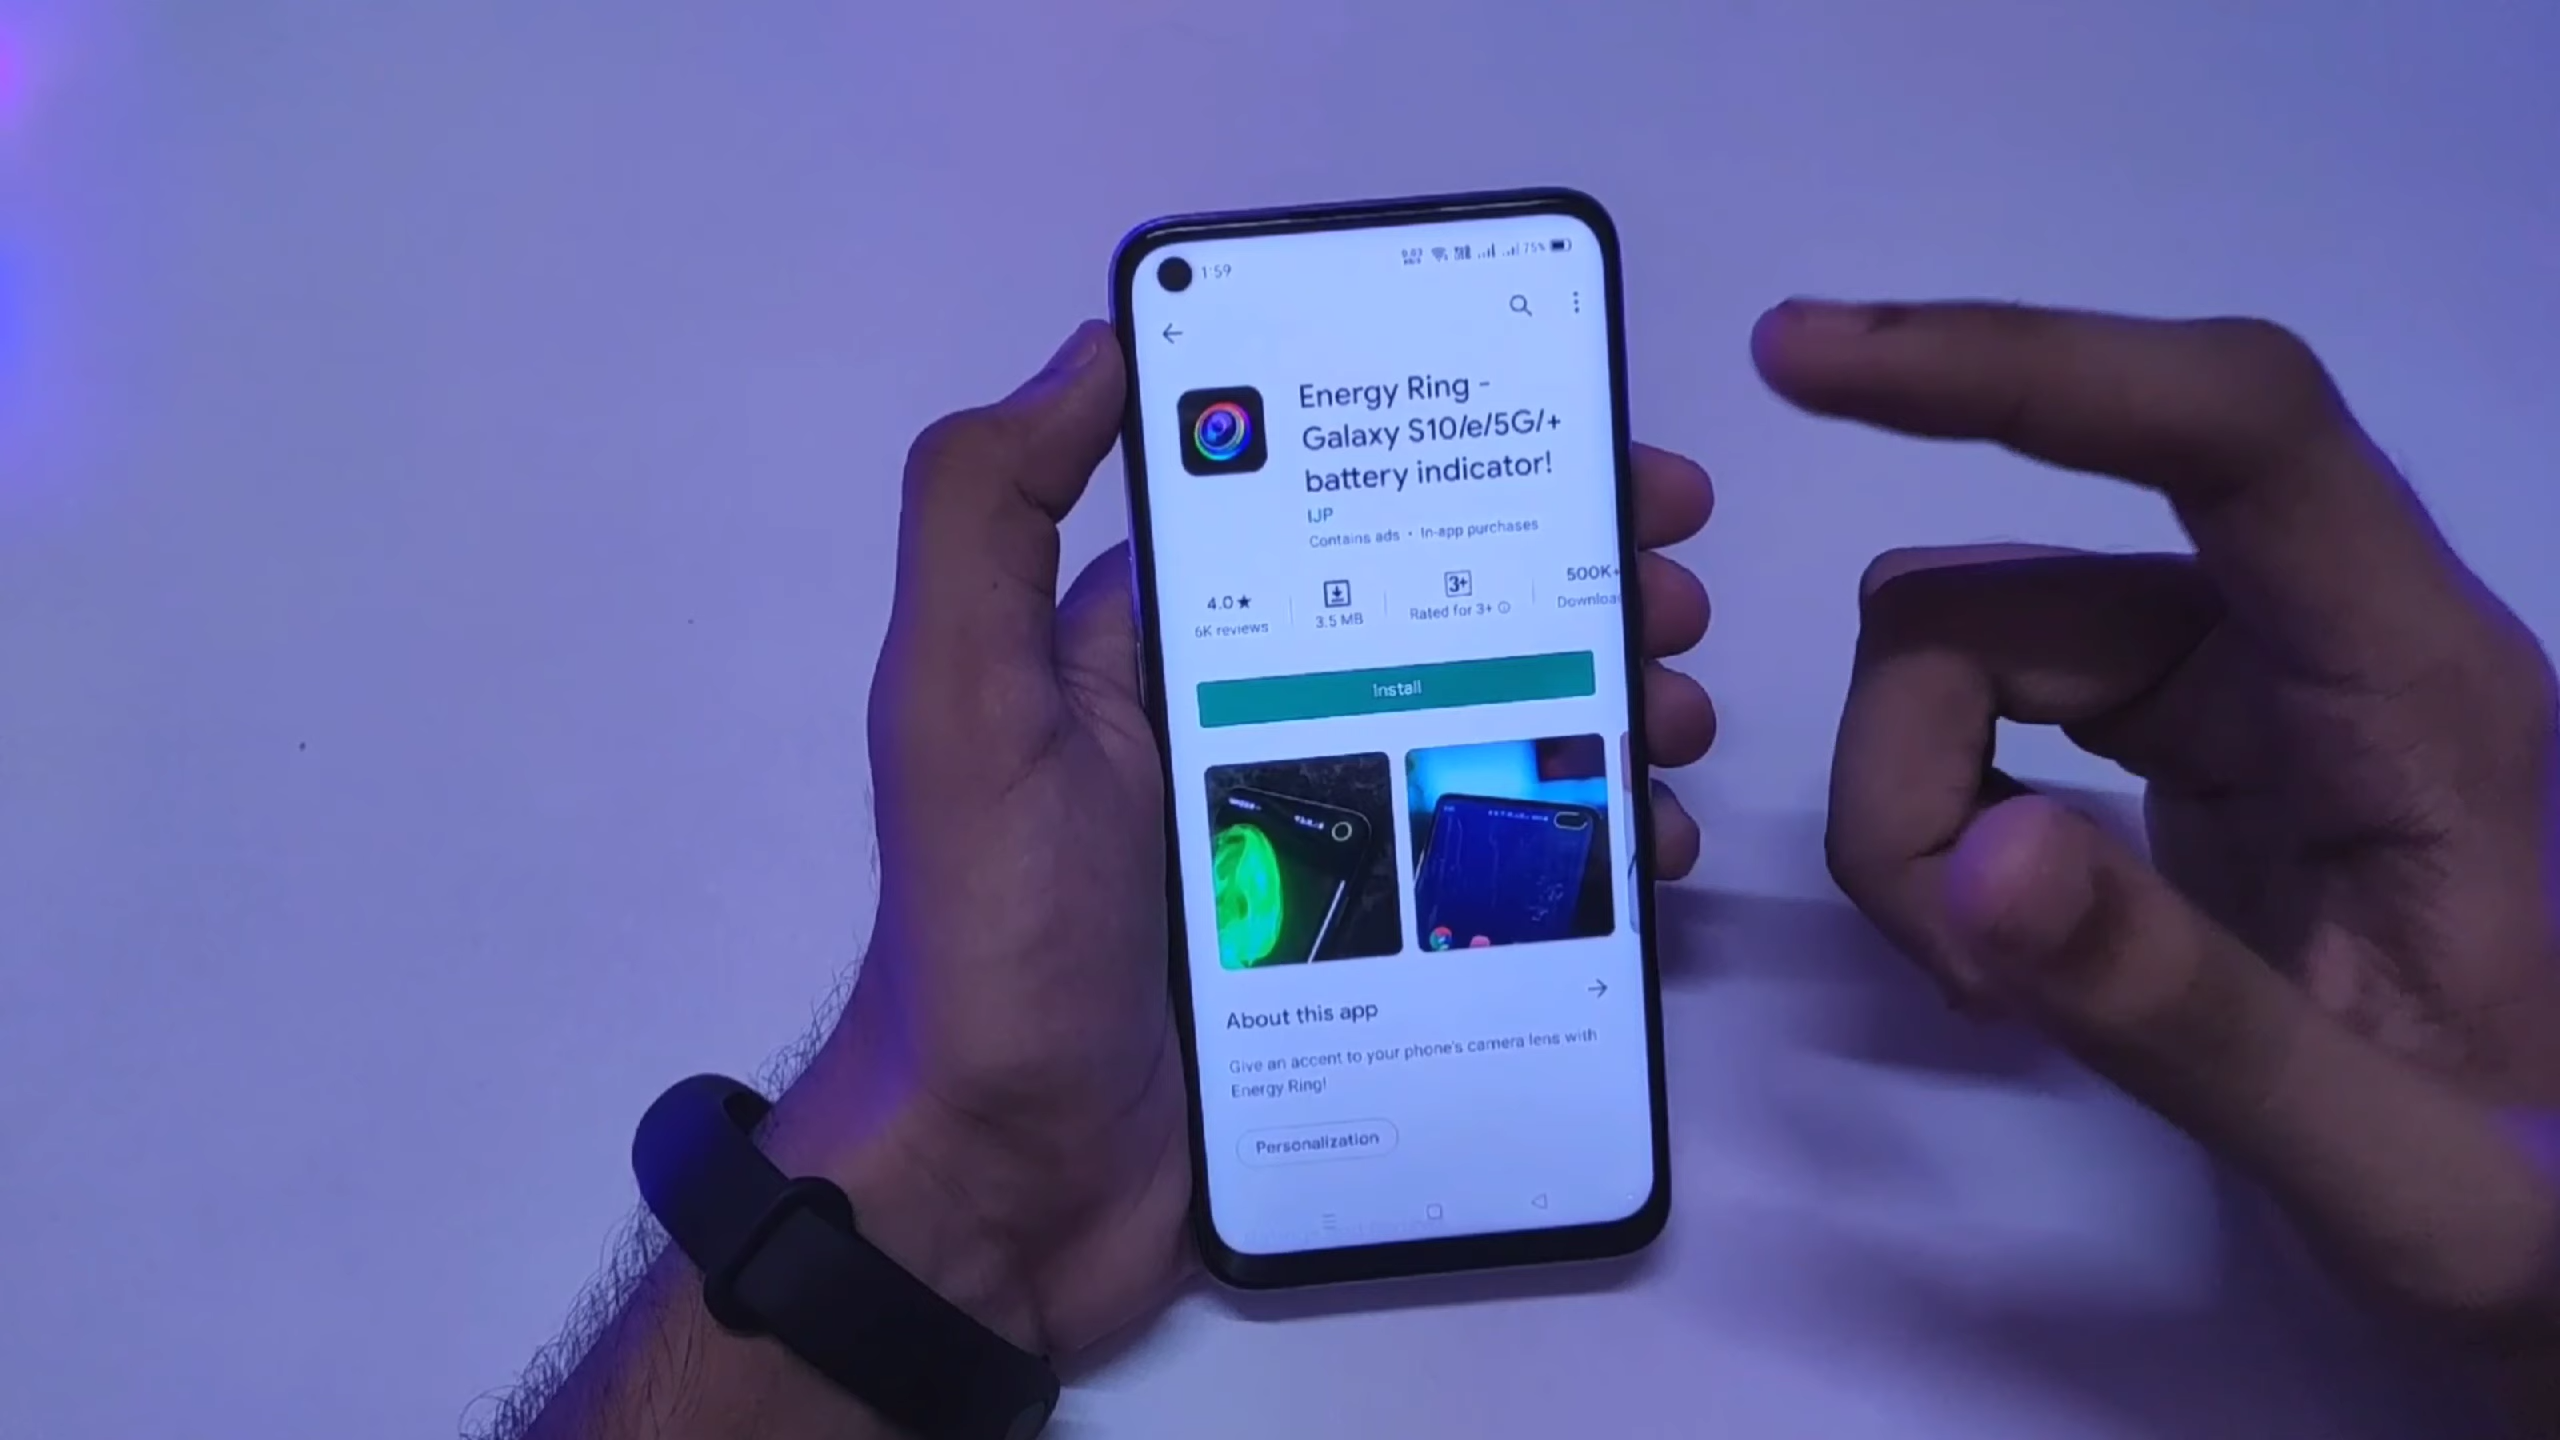 1:59
75%
Energy Ring -
Galaxy S10/e/5G/+
battery indicator!
IJP
Contains ads • In-app purchases
4.0★
6K reviews
3.5 MB
3+
Rated for 3+
500K+
Downloa
Install
About this app
Give an accent to your phone's camera lens with
Energy Ring!
Personalization